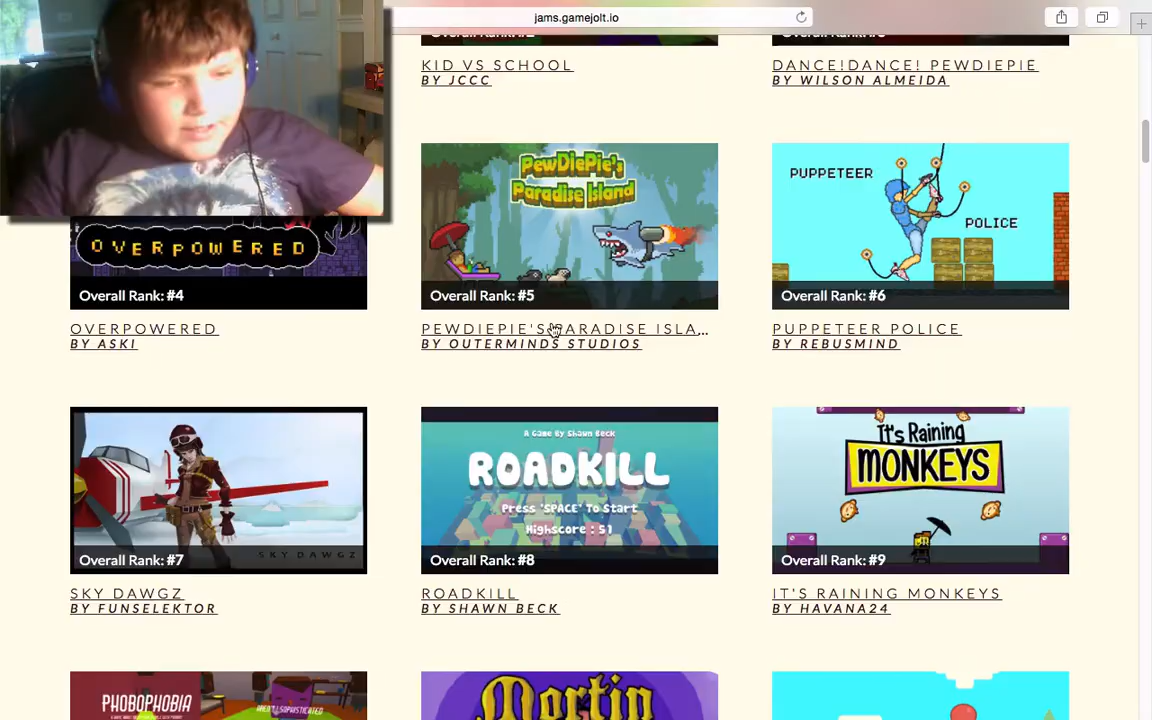 jams.gamejolt.io
KID VS SCHOOL
BY JCCC
DANCE!DANCE! PEWDIEPIE
BY WILSON ALMEIDA
OVERPOWERED
Overall Rank: #4
OVERPOWERED
BY ASKI
PEWDIEPIE'S
PARADISE ISLAND
Overall Rank: #5
PEWDIEPIE'S PARADISE ISLA...
BY OUTERMINDS STUDIOS
PUPPETEER
POLICE
Overall Rank: #6
PUPPETEER POLICE
BY REBUSMIND
SKY DAWGZ
Overall Rank: #7
SKY DAWGZ
BY FUNSELEKTOR
A Game By Shawn Beck
ROADKILL
Press 'SPACE' To Start
Highscore : 51
Overall Rank: #8
ROADKILL
BY SHAWN BECK
It's Raining
MONKEYS
Overall Rank: #9
IT'S RAINING MONKEYS
BY HAVANA24
PHOBOPHOBIA